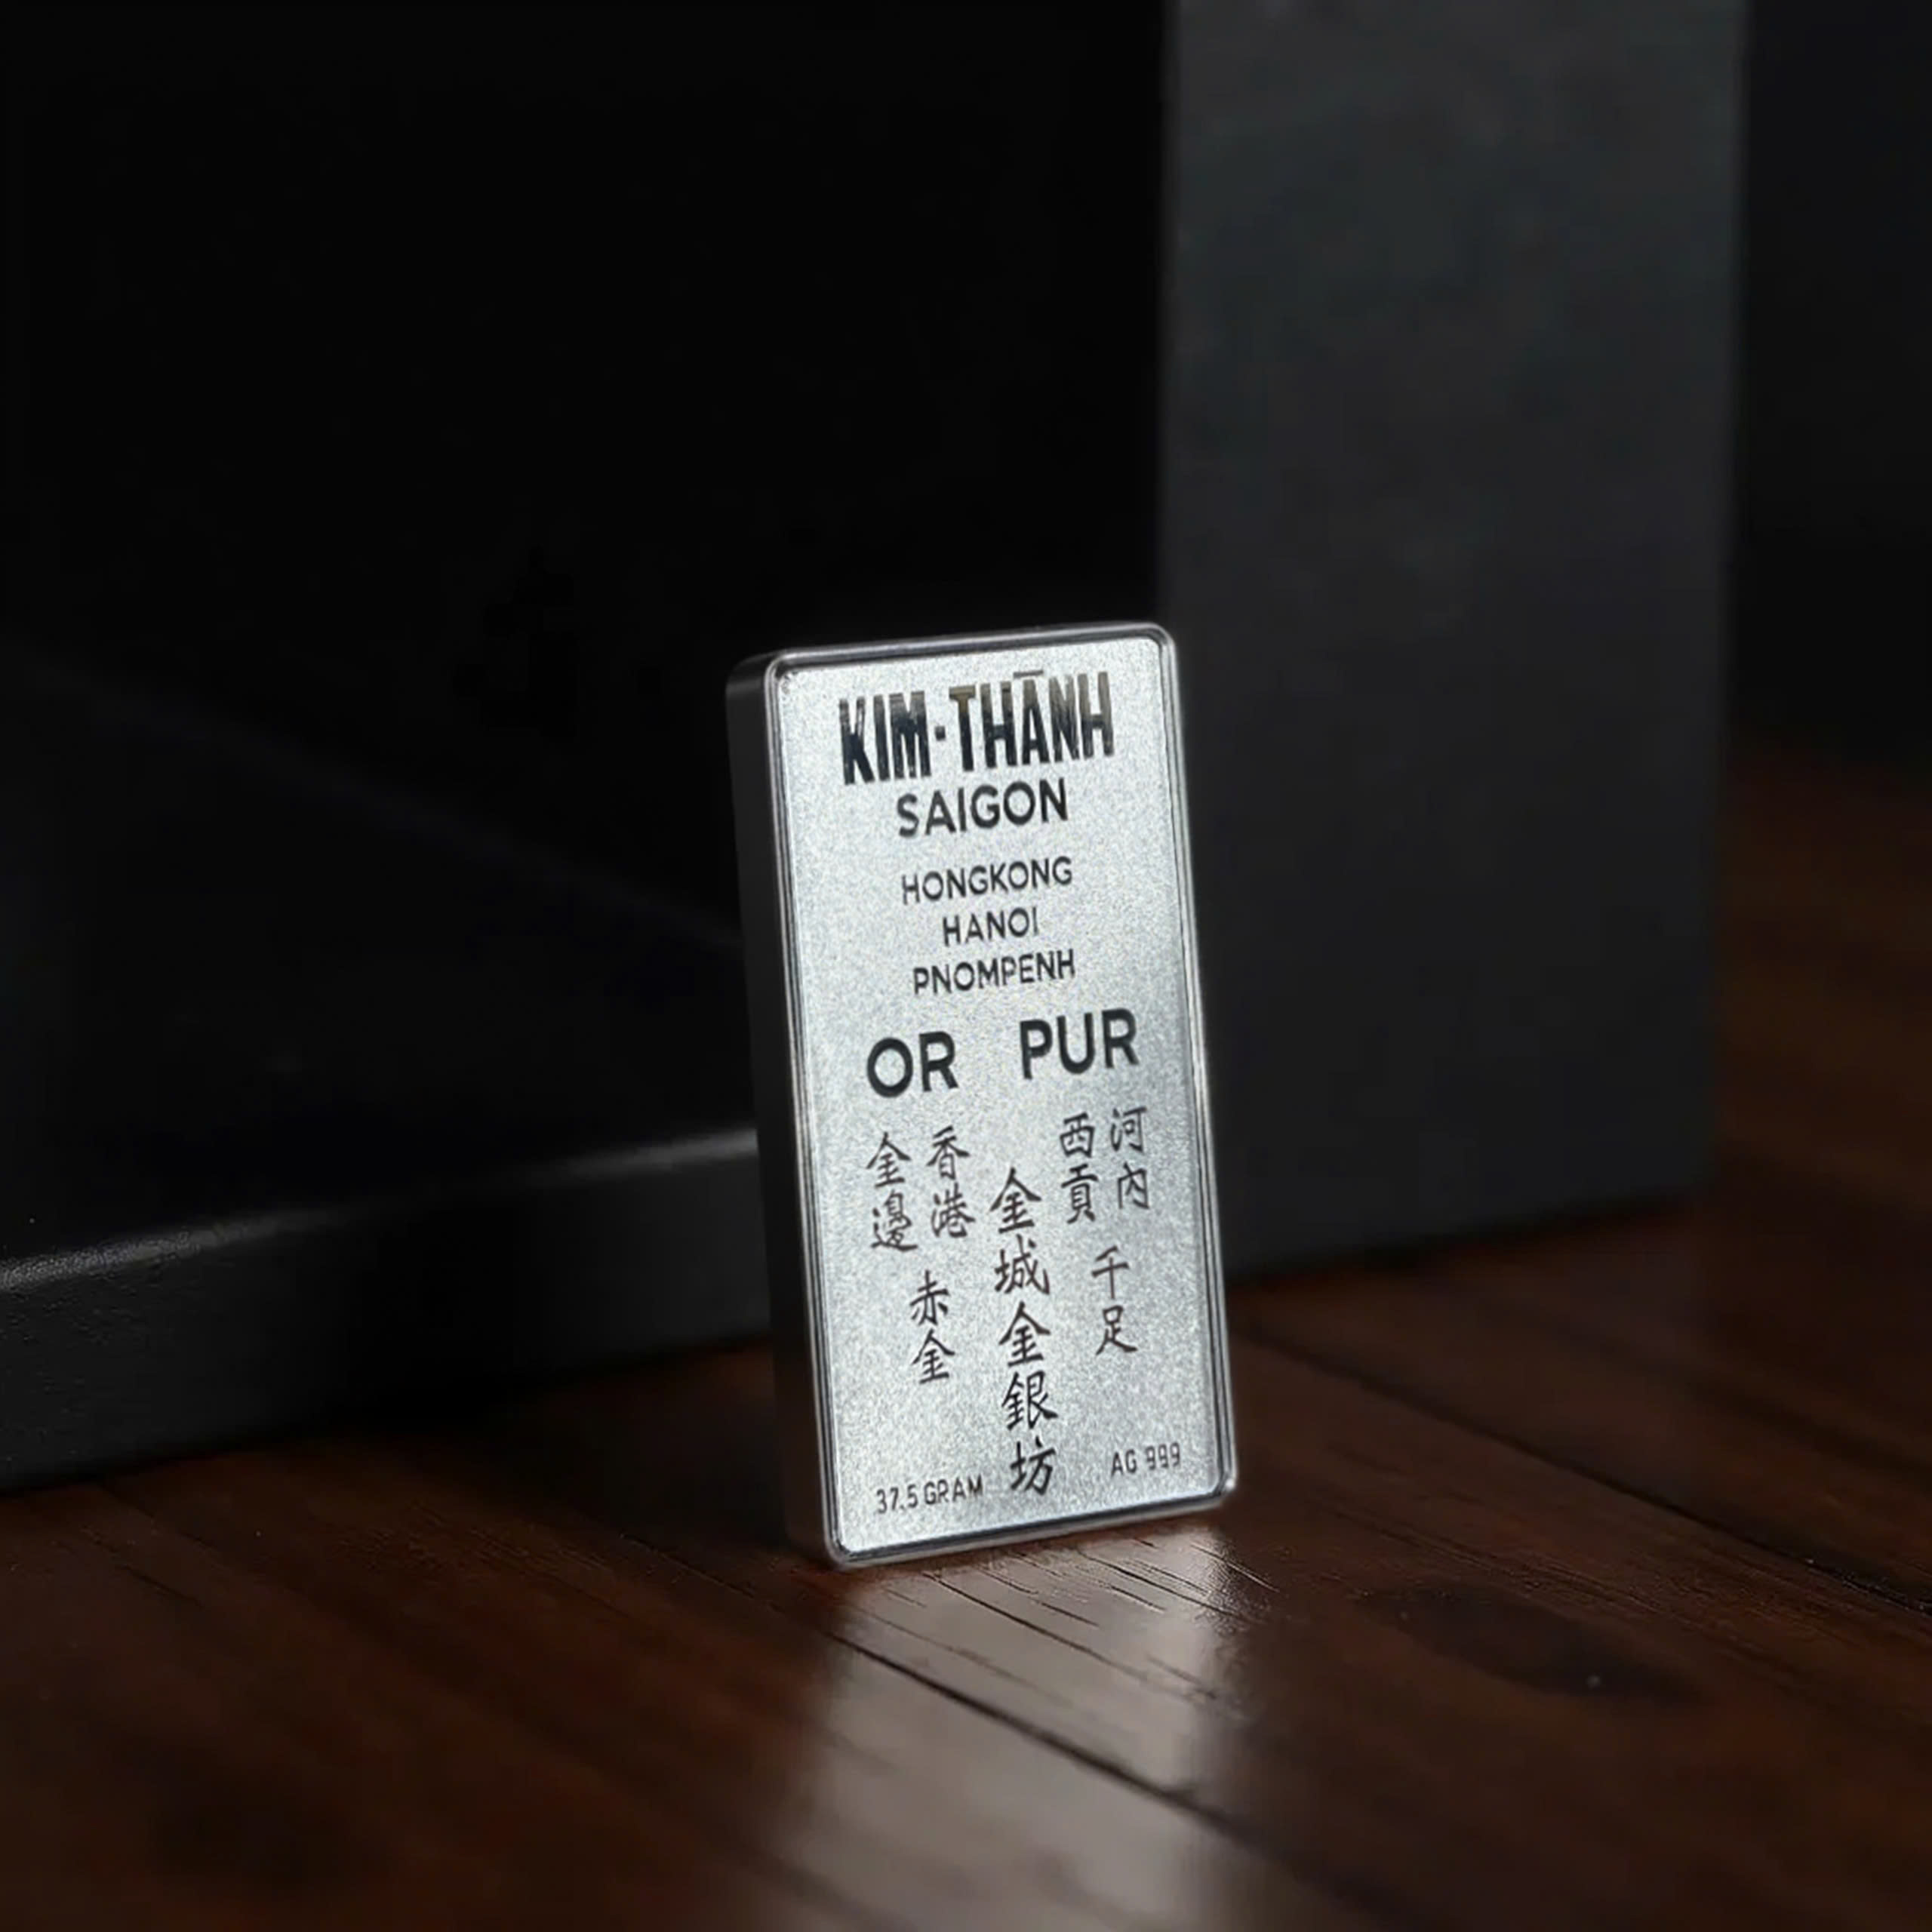 KIM·THÀNH
SAIGON
HONGKONG
HANOI
PNOMPENH
OR PUR
河內
西貢
千足
金城金銀坊
香港
金邊
赤金
37.5 GRAM
AG 999